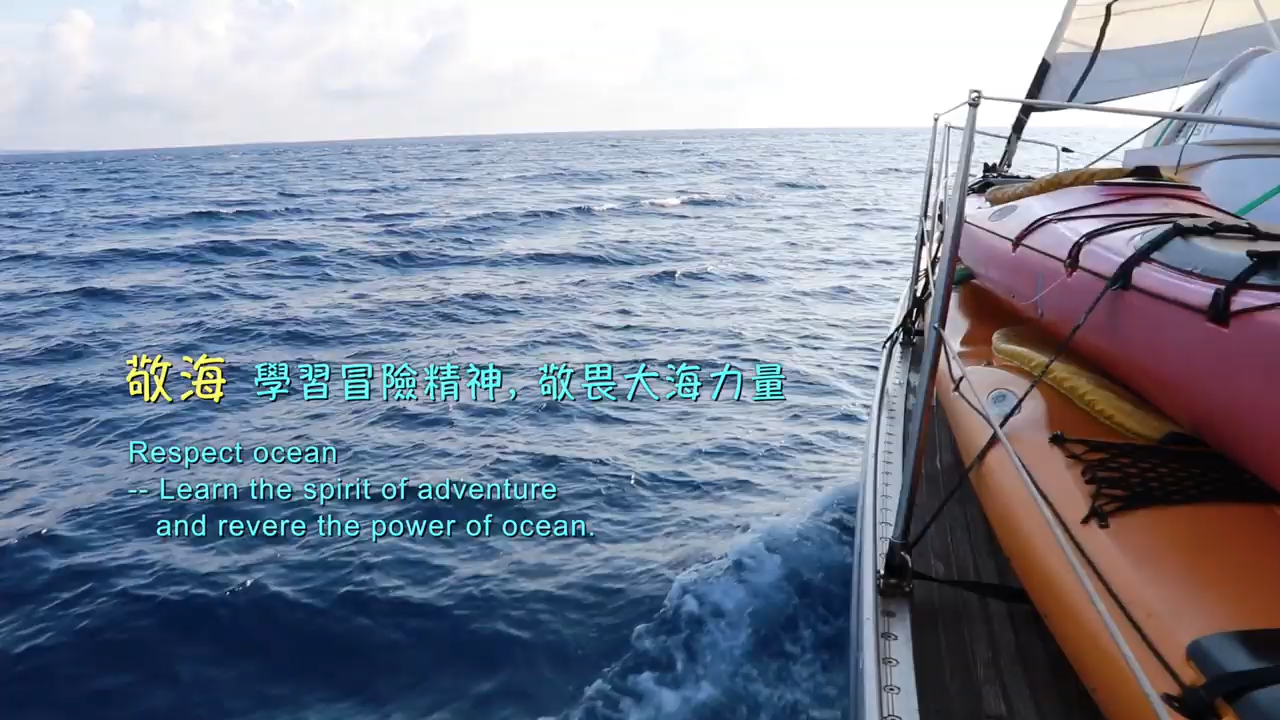 敬海 學習冒險精神, 敬畏大海力量
Respect ocean
-- Learn the spirit of adventure
and revere the power of ocean.